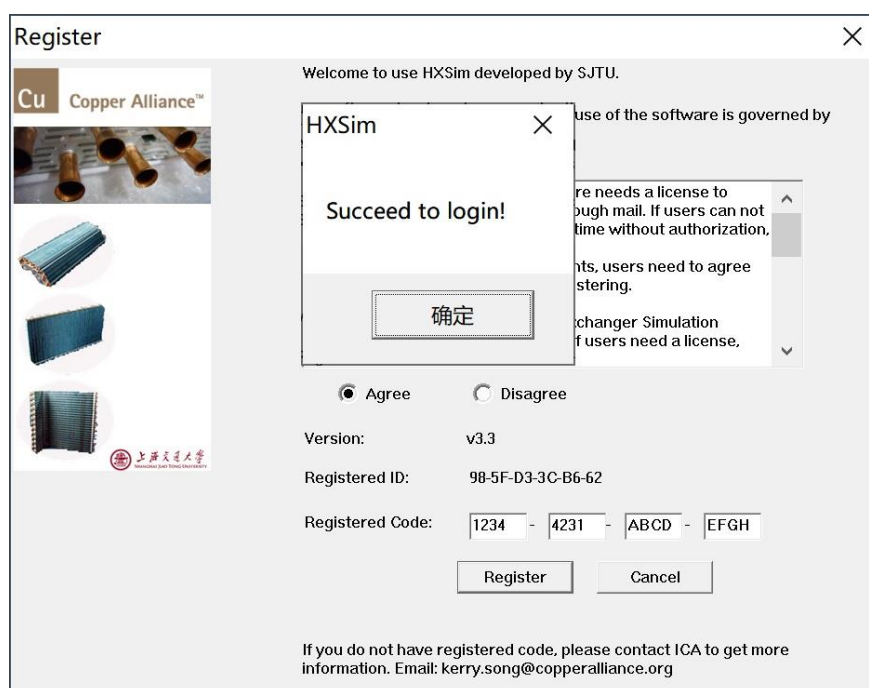 Register
Cu Copper Alliance™
上海交通大学
SHANGHAI JIAO TONG UNIVERSITY
Welcome to use HXSim developed by SJTU.
use of the software is governed by
HXSim
Succeed to login!
确定
re needs a license to
ough mail. If users can not
time without authorization,
nts, users need to agree
stering.
changer Simulation
f users need a license,
Agree
Disagree
Version: v3.3
Registered ID: 98-5F-D3-3C-B6-62
Registered Code: 1234 - 4231 - ABCD - EFGH
Register
Cancel
If you do not have registered code, please contact ICA to get more
information. Email: kerry.song@copperalliance.org